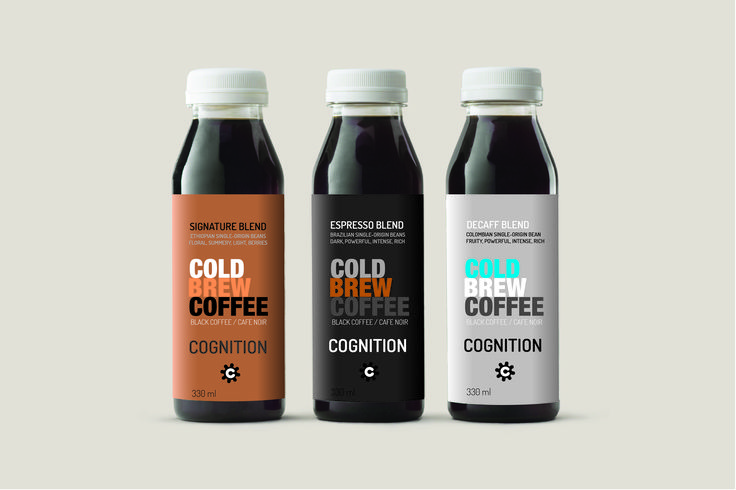 SIGNATURE BLEND
ETHIOPIAN SINGLE-ORIGIN BEANS
FLORAL, SUMMERY, LIGHT, BERRIES
COLD
BREW
COFFEE
BLACK COFFEE / CAFE NOIR
COGNITION
C
330 ml
ESPRESSO BLEND
BRAZILIAN SINGLE-ORIGIN BEANS
DARK, POWERFUL, INTENSE, RICH
COLD
BREW
COFFEE
BLACK COFFEE / CAFE NOIR
COGNITION
C
330 ml
DECAFF BLEND
COLOMBIAN SINGLE-ORIGIN BEAN
FRUITY, POWERFUL, INTENSE, RICH
COLD
BREW
COFFEE
BLACK COFFEE / CAFE NOIR
COGNITION
C
330 ml